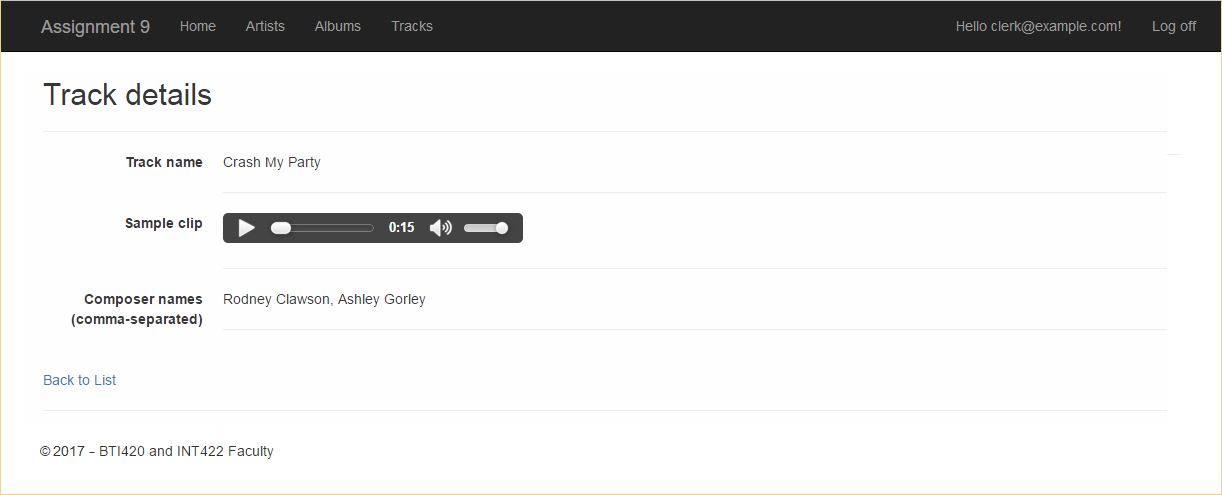 Assignment 9 Home Artists Albums Tracks Hello clerk@example.com! Log off
Track details
Track name Crash My Party
Sample clip 0:15
Composer names Rodney Clawson, Ashley Gorley
(comma-separated)
Back to List
© 2017 - BTI420 and INT422 Faculty